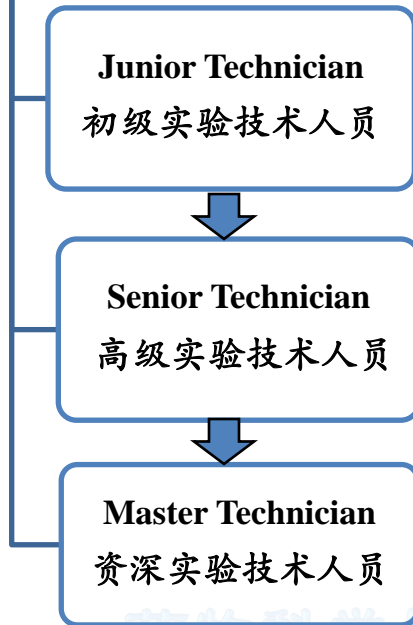 Junior Technician
初级实验技术人员
Senior Technician
高级实验技术人员
Master Technician
资深实验技术人员